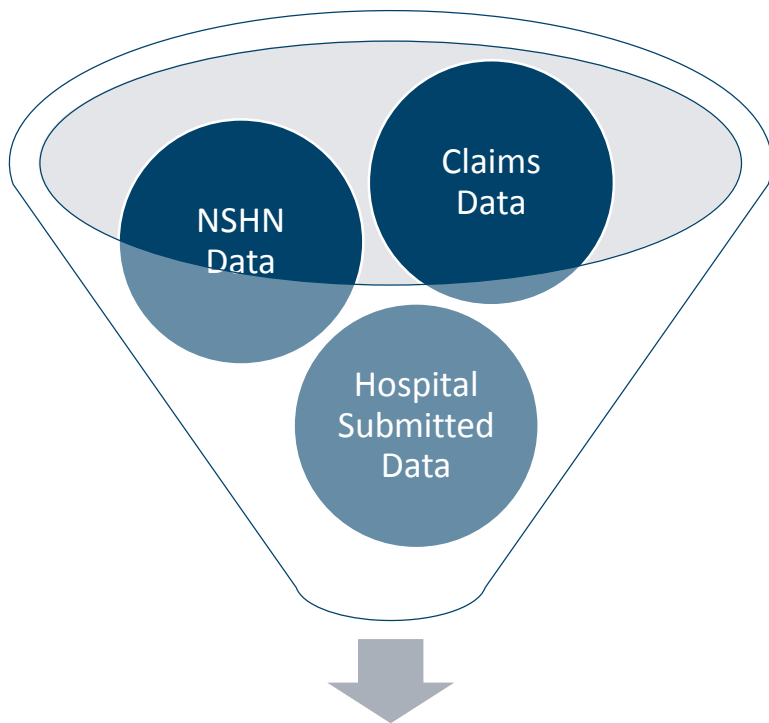 Claims
Data
NSHN
Data
Hospital
Submitted
Data